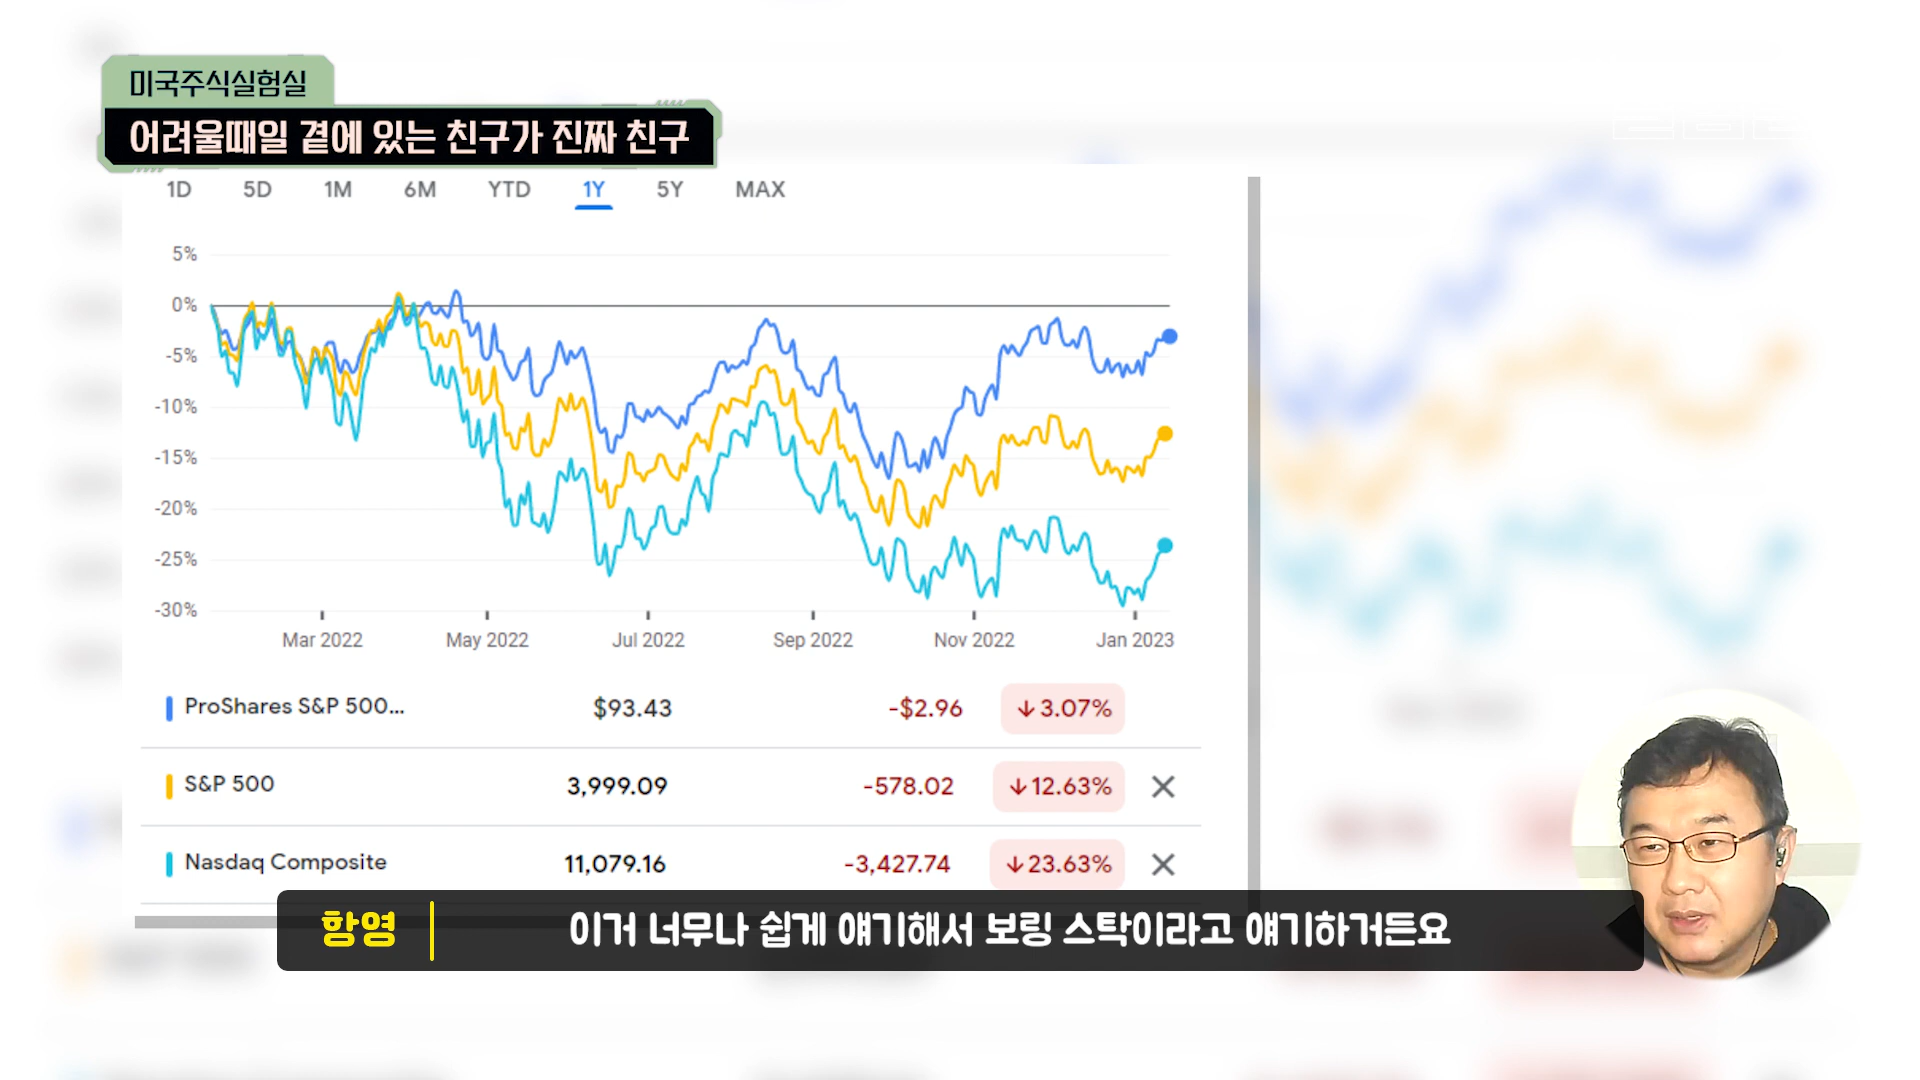 미국주식실험실
어려울때일 곁에 있는 친구가 진짜 친구
1D 5D 1M 6M YTD 1Y 5Y MAX
5%
0%
-5%
-10%
-15%
-20%
-25%
-30%
Mar 2022 May 2022 Jul 2022 Sep 2022 Nov 2022 Jan 2023
ProShares S&P 500... $93.43 -$2.96 ↓3.07%
S&P 500 3,999.09 -578.02 ↓12.63%
Nasdaq Composite 11,079.16 -3,427.74 ↓23.63%
항영 이거 너무나 쉽게 얘기해서 보링 스탁이라고 얘기하거든요